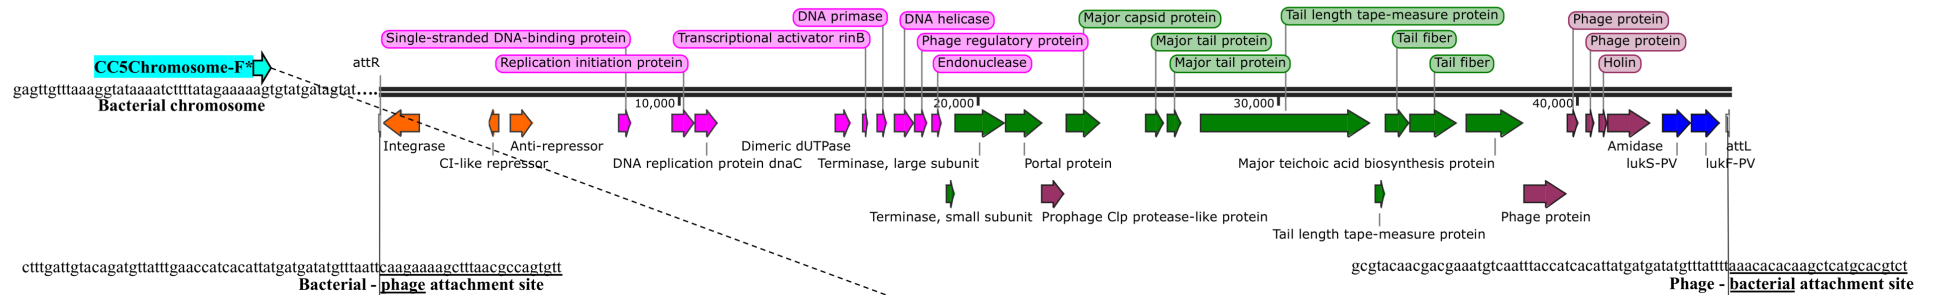 DNA primase
DNA helicase
Major capsid protein
Tail length tape-measure protein
Phage protein
Single-stranded DNA-binding protein
Transcriptional activator rinB
Phage regulatory protein
Major tail protein
Tail fiber
Phage protein
CC5Chromosome-F*
attR
Replication initiation protein
Endonuclease
Major tail protein
Tail fiber
Holin
gagttgtttaaaggtataaaatcttttatagaaaaagtgtatgatagtat....
Bacterial chromosome
10,000
20,000
30,000
40,000
Integrase
Anti-repressor
Dimeric dUTPase
Amidase
attL
CI-like repressor
DNA replication protein dnaC
Terminase, large subunit
Portal protein
Major teichoic acid biosynthesis protein
lukS-PV
lukF-PV
Terminase, small subunit
Prophage Clp protease-like protein
Phage protein
Tail length tape-measure protein
ctttgattgtacagatgttatttgaaccatcacattatgatgatatgtttaattcaagaaaagctttaacgccagtgtt
Bacterial - phage attachment site
gcgtacaacgacgaaatgtcaatttaccatcacattatgatgatatgtttattttaaacacacaagctcatgcacgtct
Phage - bacterial attachment site